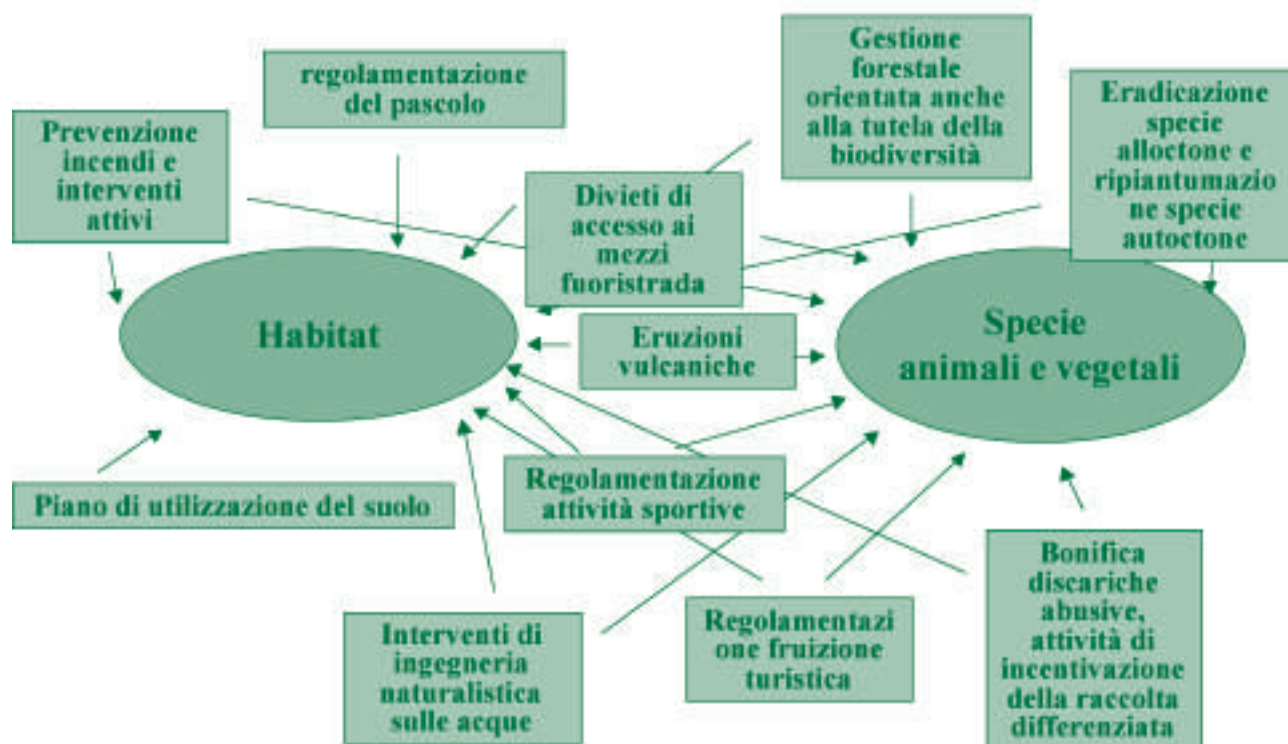 regolamentazione
del pascolo
Gestione
forestale
orientata anche
alla tutela della
biodiversità
Eradicazione
specie
alloctone e
ripiantumazio
ne specie
autoctone
Prevenzione
incendi e
interventi
attivi
Divieti di
accesso ai
mezzi
fuoristrada
Habitat
Eruzioni
vulcaniche
Specie
animali e vegetali
Piano di utilizzazione del suolo
Regolamentazione
attività sportive
Interventi di
ingegneria
naturalistica
sulle acque
Regolamentazi
one fruizione
turistica
Bonifica
discariche
abusive,
attività di
incentivazione
della raccolta
differenziata